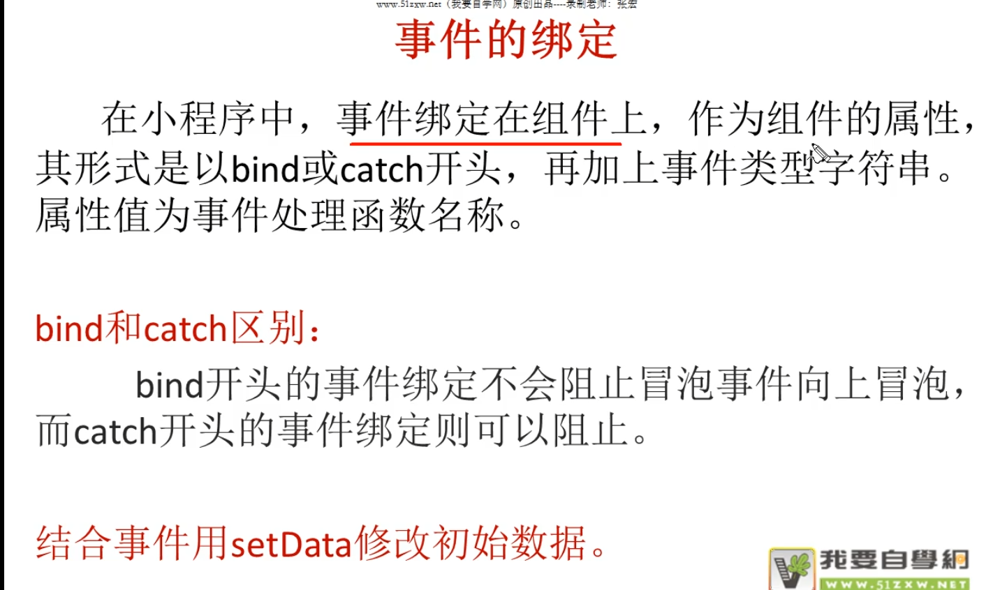 www.51zxw.net（我要自学网）原创出品----录制老师：张宏
事件的绑定
在小程序中，事件绑定在组件上，作为组件的属性，
其形式是以bind或catch开头，再加上事件类型字符串。
属性值为事件处理函数名称。
bind和catch区别：
bind开头的事件绑定不会阻止冒泡事件向上冒泡，
而catch开头的事件绑定则可以阻止。
结合事件用setData修改初始数据。
我要自學網
WWW.51ZXW.NET